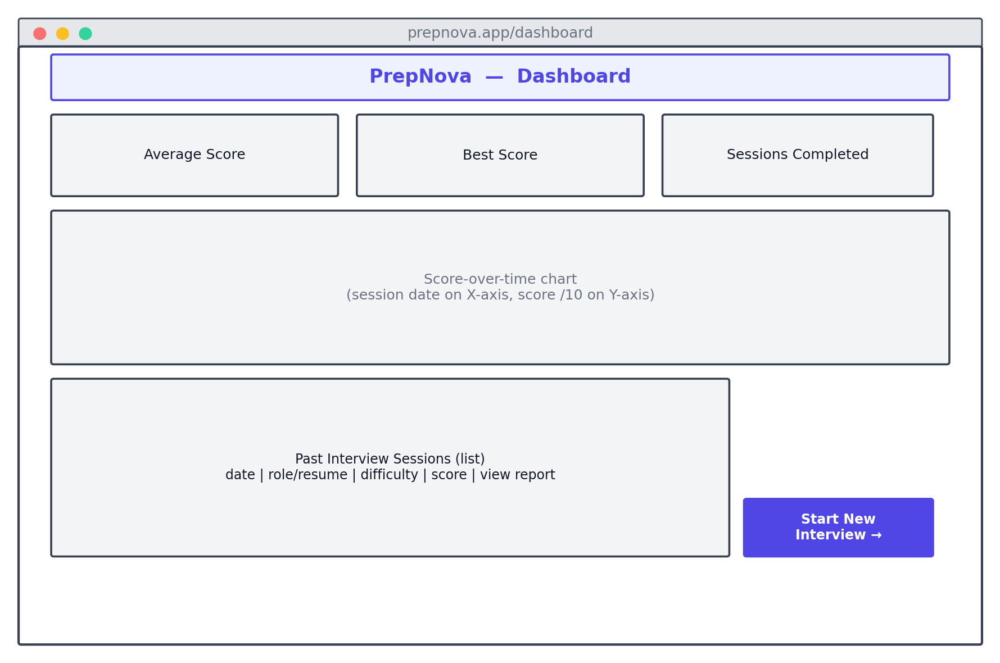 prepnova.app/dashboard
PrepNova — Dashboard
Average Score
Best Score
Sessions Completed
Score-over-time chart
(session date on X-axis, score /10 on Y-axis)
Past Interview Sessions (list)
date | role/resume | difficulty | score | view report
Start New
Interview →